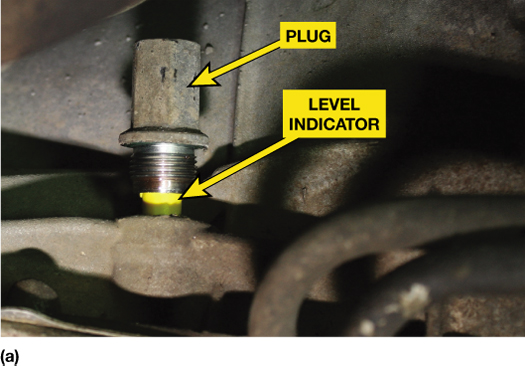 PLUG
LEVEL
INDICATOR
(a)